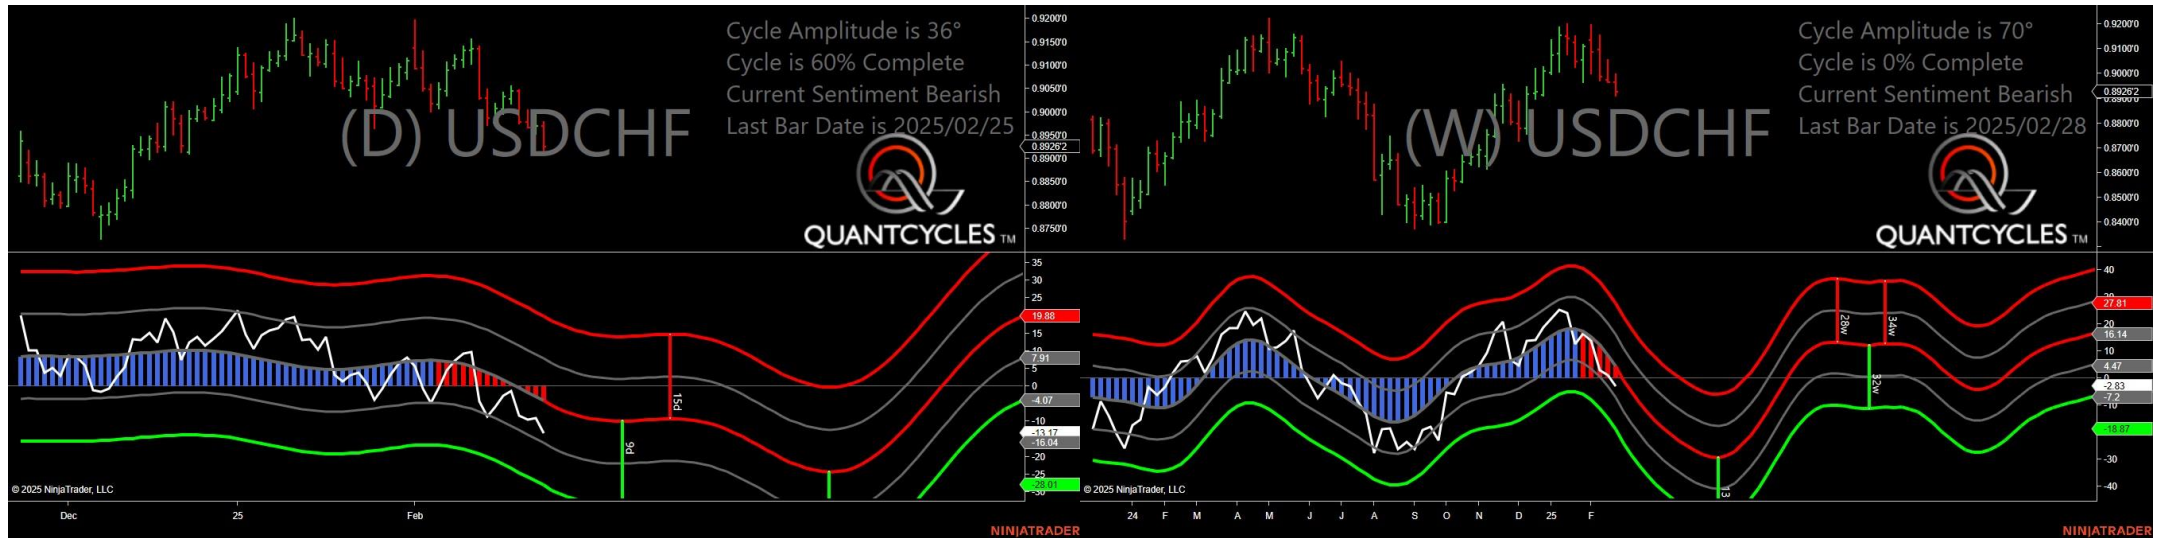 Cycle Amplitude is 36°
Cycle is 60% Complete
Current Sentiment Bearish
Last Bar Date is 2025/02/25
(D) USDCHF
QUANTCYCLES TM
0.9200'0
0.9150'0
0.9100'0
0.9050'0
0.9000'0
0.8950'0
0.8926'2
0.8900'0
0.8850'0
0.8800'0
0.8750'0
35
30
25
19.88
15
10
7.91
5
0
-4.07
-10
-13.17
-16.04
-20
-25
-28.01
-30
15d
9d
© 2025 NinjaTrader, LLC
Dec
25
Feb
NINJATRADER
Cycle Amplitude is 70°
Cycle is 0% Complete
Current Sentiment Bearish
Last Bar Date is 2025/02/28
(W) USDCHF
QUANTCYCLES TM
0.9200'0
0.9100'0
0.9000'0
0.8926'2
0.8900'0
0.8800'0
0.8700'0
0.8600'0
0.8500'0
0.8400'0
40
30
27.81
20
16.14
10
4.47
0
-2.83
-7.2
-10
-18.87
-30
-40
28w
34w
32w
13
© 2025 NinjaTrader, LLC
24
F
M
A
M
J
J
A
S
O
N
D
25
F
NINJATRADER